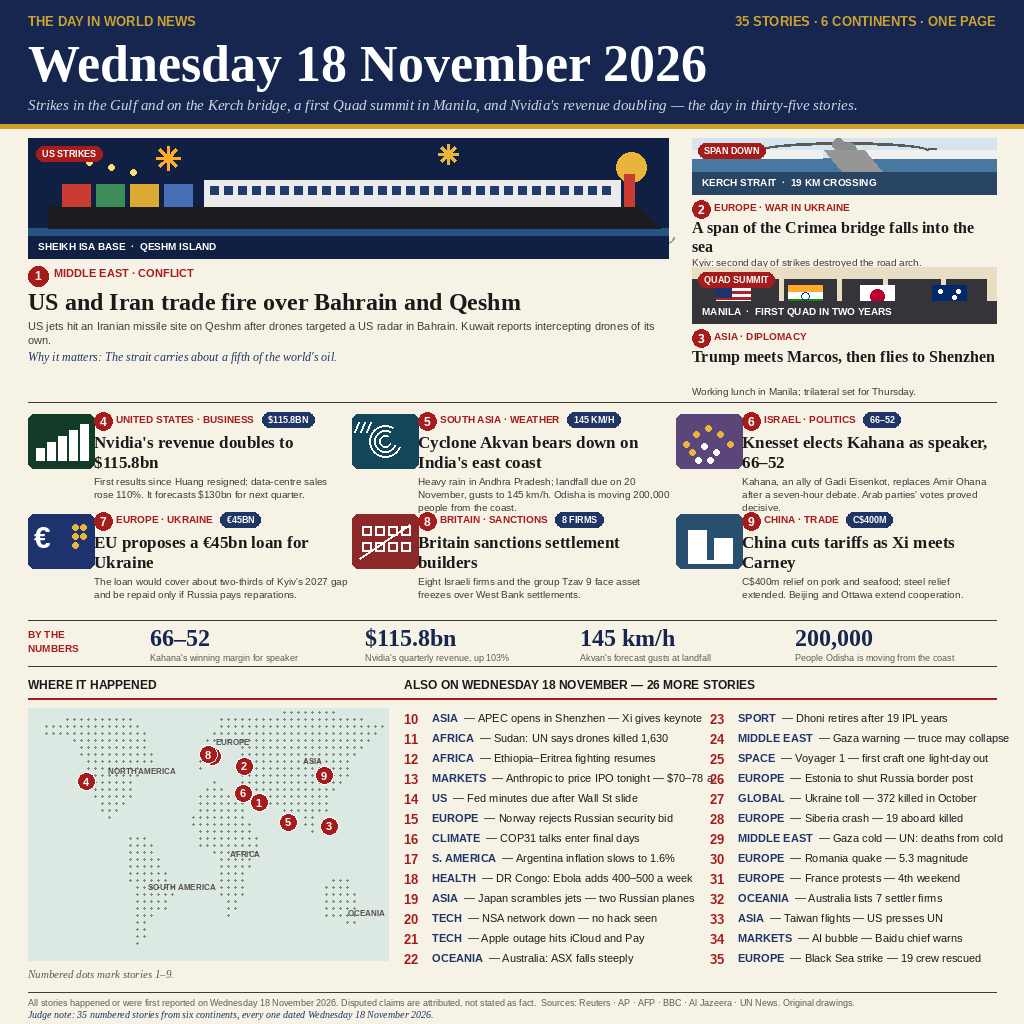 THE DAY IN WORLD NEWS
35 STORIES · 6 CONTINENTS · ONE PAGE
Wednesday 18 November 2026
Strikes in the Gulf and on the Kerch bridge, a first Quad summit in Manila, and Nvidia's revenue doubling — the day in thirty-five stories.
US STRIKES
SHEIKH ISA BASE · QESHM ISLAND
1 MIDDLE EAST · CONFLICT
US and Iran trade fire over Bahrain and Qeshm
US jets hit an Iranian missile site on Qeshm after drones targeted a US radar in Bahrain. Kuwait reports intercepting drones of its
own.
Why it matters: The strait carries about a fifth of the world's oil.
SPAN DOWN
KERCH STRAIT · 19 KM CROSSING
2 EUROPE · WAR IN UKRAINE
A span of the Crimea bridge falls into the
sea
Kyiv: second day of strikes destroyed the road arch.
QUAD SUMMIT
MANILA · FIRST QUAD IN TWO YEARS
3 ASIA · DIPLOMACY
Trump meets Marcos, then flies to Shenzhen
Working lunch in Manila; trilateral set for Thursday.
4 UNITED STATES · BUSINESS $115.8BN
Nvidia's revenue doubles to
$115.8bn
First results since Huang resigned; data-centre sales
rose 110%. It forecasts $130bn for next quarter.
5 SOUTH ASIA · WEATHER 145 KM/H
Cyclone Akvan bears down on
India's east coast
Heavy rain in Andhra Pradesh; landfall due on 20
November, gusts to 145 km/h. Odisha is moving 200,000
people from the coast.
6 ISRAEL · POLITICS 66–52
Knesset elects Kahana as speaker,
66–52
Kahana, an ally of Gadi Eisenkot, replaces Amir Ohana
after a seven-hour debate. Arab parties' votes proved
decisive.
€
7 EUROPE · UKRAINE €45BN
EU proposes a €45bn loan for
Ukraine
The loan would cover about two-thirds of Kyiv's 2027 gap
and be repaid only if Russia pays reparations.
8 BRITAIN · SANCTIONS 8 FIRMS
Britain sanctions settlement
builders
Eight Israeli firms and the group Tzav 9 face asset
freezes over West Bank settlements.
9 CHINA · TRADE C$400M
China cuts tariffs as Xi meets
Carney
C$400m relief on pork and seafood; steel relief
extended. Beijing and Ottawa extend cooperation.
BY THE
NUMBERS
66–52
Kahana's winning margin for speaker
$115.8bn
Nvidia's quarterly revenue, up 103%
145 km/h
Akvan's forecast gusts at landfall
200,000
People Odisha is moving from the coast
WHERE IT HAPPENED
EUROPE
8
2
ASIA
NORTH AMERICA
4
9
6
1
5
3
AFRICA
SOUTH AMERICA
OCEANIA
Numbered dots mark stories 1–9.
ALSO ON WEDNESDAY 18 NOVEMBER — 26 MORE STORIES
10 ASIA — APEC opens in Shenzhen — Xi gives keynote
11 AFRICA — Sudan: UN says drones killed 1,630
12 AFRICA — Ethiopia–Eritrea fighting resumes
13 MARKETS — Anthropic to price IPO tonight — $70–78
14 US — Fed minutes due after Wall St slide
15 EUROPE — Norway rejects Russian security bid
16 CLIMATE — COP31 talks enter final days
17 S. AMERICA — Argentina inflation slows to 1.6%
18 HEALTH — DR Congo: Ebola adds 400–500 a week
19 ASIA — Japan scrambles jets — two Russian planes
20 TECH — NSA network down — no hack seen
21 TECH — Apple outage hits iCloud and Pay
22 OCEANIA — Australia: ASX falls steeply
23 SPORT — Dhoni retires after 19 IPL years
24 MIDDLE EAST — Gaza warning — truce may collapse
25 SPACE — Voyager 1 — first craft one light-day out
26 EUROPE — Estonia to shut Russia border post
27 GLOBAL — Ukraine toll — 372 killed in October
28 EUROPE — Siberia crash — 19 aboard killed
29 MIDDLE EAST — Gaza cold — UN: deaths from cold
30 EUROPE — Romania quake — 5.3 magnitude
31 EUROPE — France protests — 4th weekend
32 OCEANIA — Australia lists 7 settler firms
33 ASIA — Taiwan flights — US presses UN
34 MARKETS — AI bubble — Baidu chief warns
35 EUROPE — Black Sea strike — 19 crew rescued
All stories happened or were first reported on Wednesday 18 November 2026. Disputed claims are attributed, not stated as fact. Sources: Reuters · AP · AFP · BBC · Al Jazeera · UN News. Original drawings.
Judge note: 35 numbered stories from six continents, every one dated Wednesday 18 November 2026.